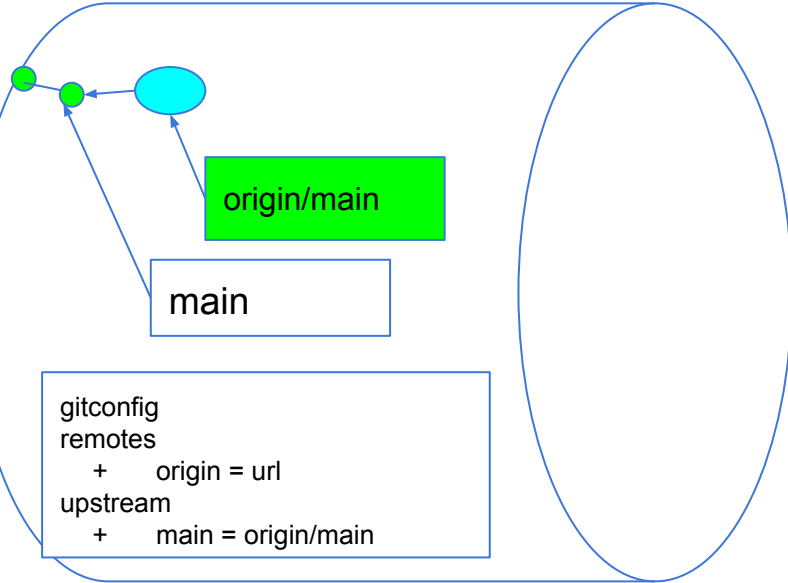 origin/main
main
gitconfig
remotes
+ origin = url
upstream
+ main = origin/main